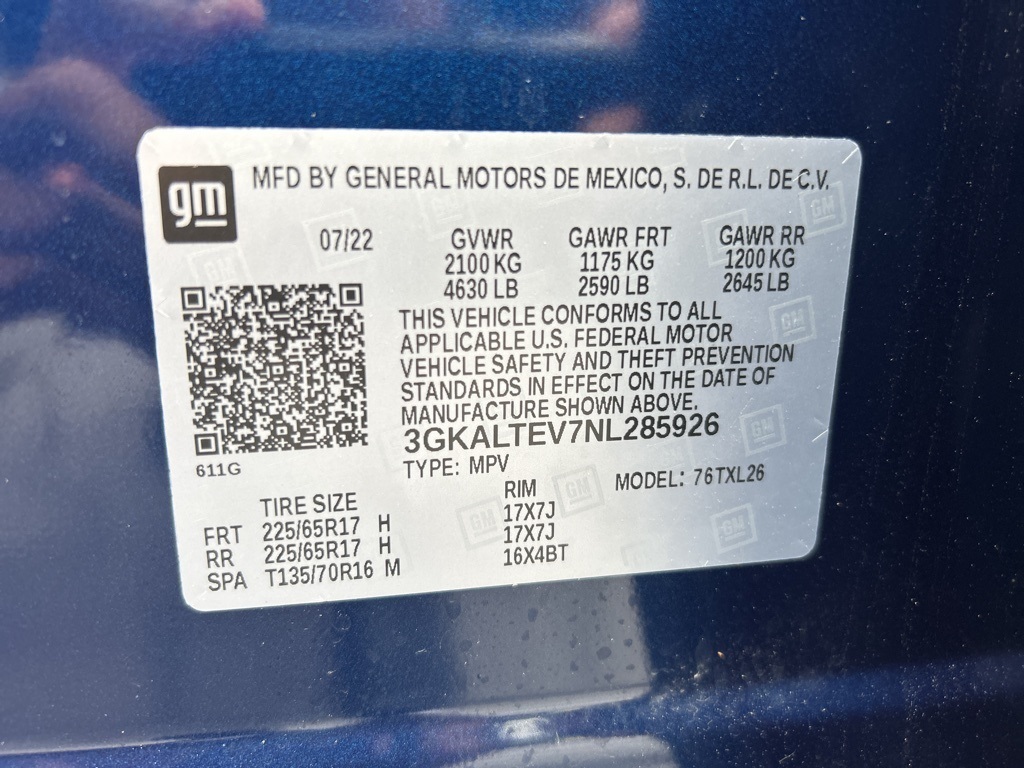 gm
MFD BY GENERAL MOTORS DE MEXICO, S. DE R.L. DE C.V.
07/22 GVWR GAWR FRT GAWR RR
2100 KG 1175 KG 1200 KG
4630 LB 2590 LB 2645 LB
THIS VEHICLE CONFORMS TO ALL
APPLICABLE U.S. FEDERAL MOTOR
VEHICLE SAFETY AND THEFT PREVENTION
STANDARDS IN EFFECT ON THE DATE OF
MANUFACTURE SHOWN ABOVE.
3GKALTEV7NL285926
611G
TYPE: MPV MODEL: 76TXL26
TIRE SIZE RIM
FRT 225/65R17 H 17X7J
RR 225/65R17 H 17X7J
SPA T135/70R16 M 16X4BT